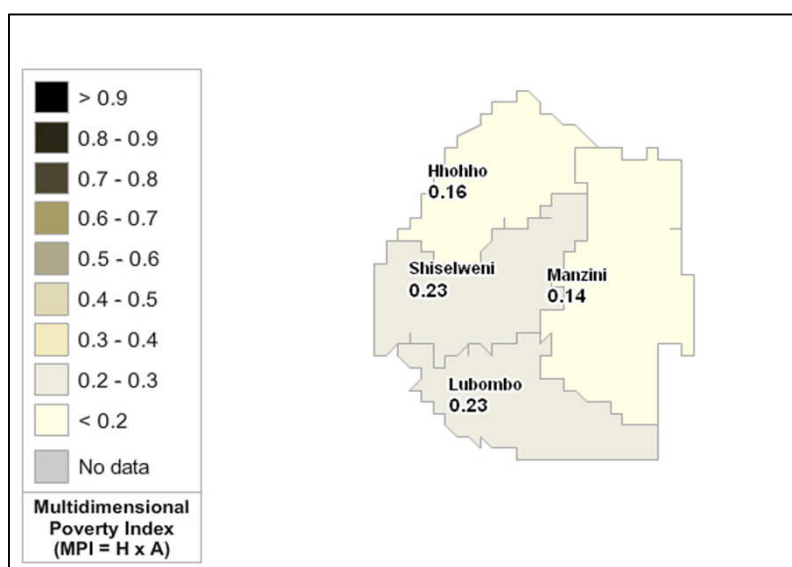 > 0.9
0.8 - 0.9
0.7 - 0.8
0.6 - 0.7
0.5 - 0.6
0.4 - 0.5
0.3 - 0.4
0.2 - 0.3
< 0.2
No data
Multidimensional
Poverty Index
(MPI = H x A)
Hhohho
0.16
Shiselweni
0.23
Manzini
0.14
Lubombo
0.23